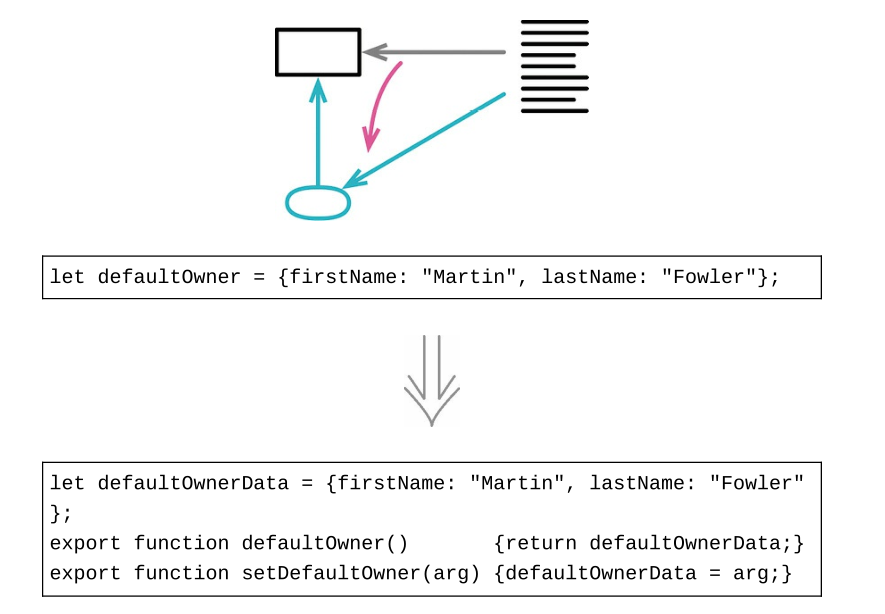 let defaultOwner = {firstName: "Martin", lastName: "Fowler"};
let defaultOwnerData = {firstName: "Martin", lastName: "Fowler"
};
export function defaultOwner()       {return defaultOwnerData;}
export function setDefaultOwner(arg) {defaultOwnerData = arg;}